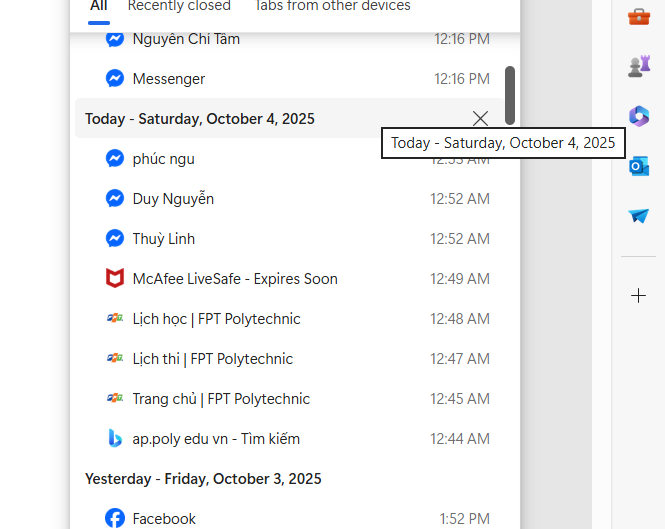 All Recently closed Tabs from other devices
Nguyên Chí Tâm 12:16 PM
Messenger 12:16 PM
Today - Saturday, October 4, 2025
Today - Saturday, October 4, 2025
phúc ngu 12:53 AM
Duy Nguyễn 12:52 AM
Thuỳ Linh 12:52 AM
McAfee LiveSafe - Expires Soon 12:49 AM
Lịch học | FPT Polytechnic 12:48 AM
Lịch thi | FPT Polytechnic 12:47 AM
Trang chủ | FPT Polytechnic 12:45 AM
ap.poly edu vn - Tìm kiếm 12:44 AM
Yesterday - Friday, October 3, 2025
Facebook 1:52 PM